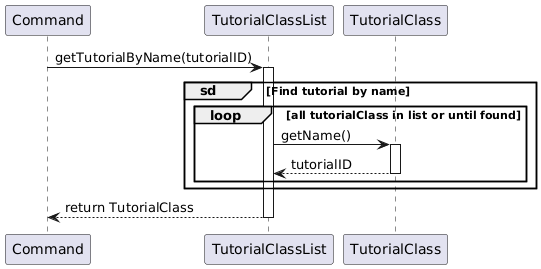 Command TutorialClassList TutorialClass
getTutorialByName(tutorialID)
sd [Find tutorial by name]
loop [all tutorialClass in list or until found]
getName()
tutorialID
return TutorialClass
Command TutorialClassList TutorialClass